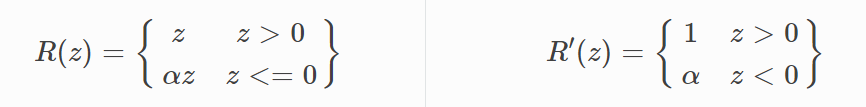 R(z) = { z z > 0 αz z <= 0 }
R′(z) = { 1 z > 0 α z < 0 }